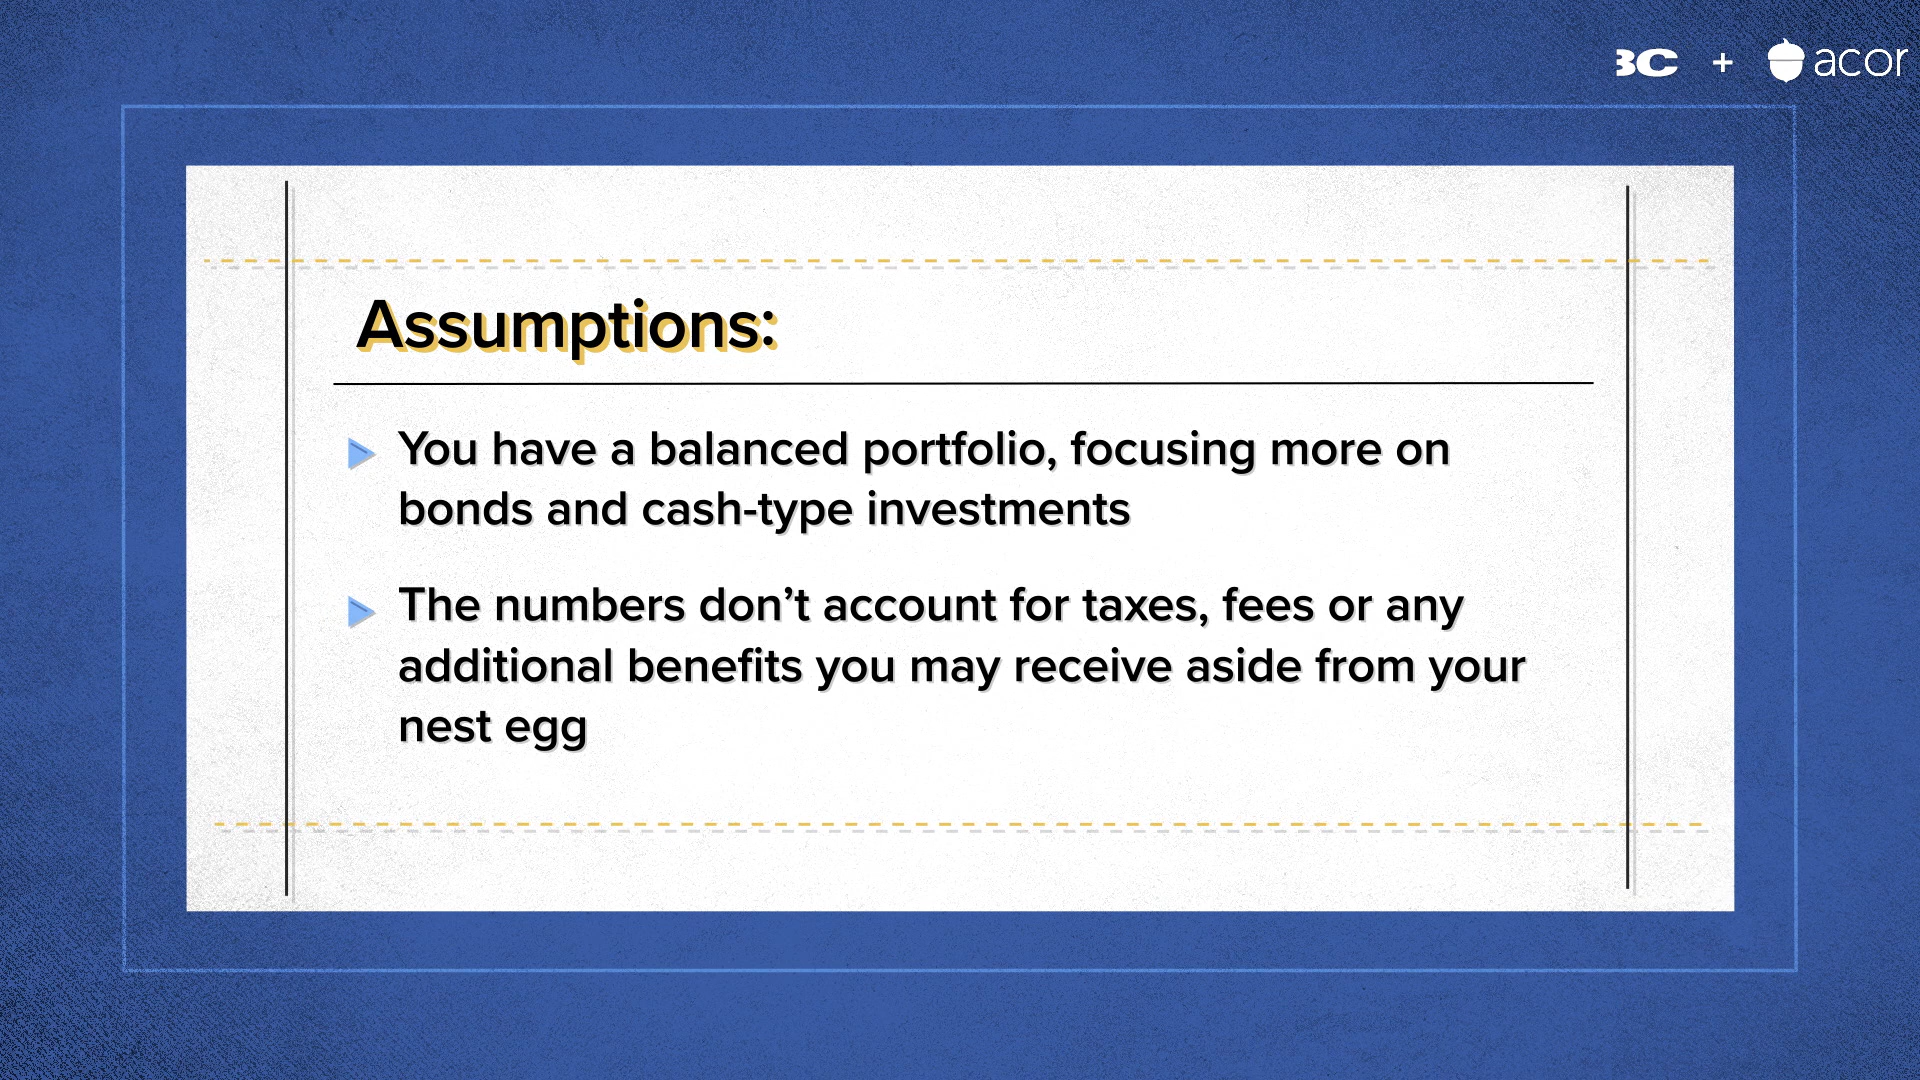 BC + acor
Assumptions:
You have a balanced portfolio, focusing more on
bonds and cash-type investments
The numbers don’t account for taxes, fees or any
additional benefits you may receive aside from your
nest egg